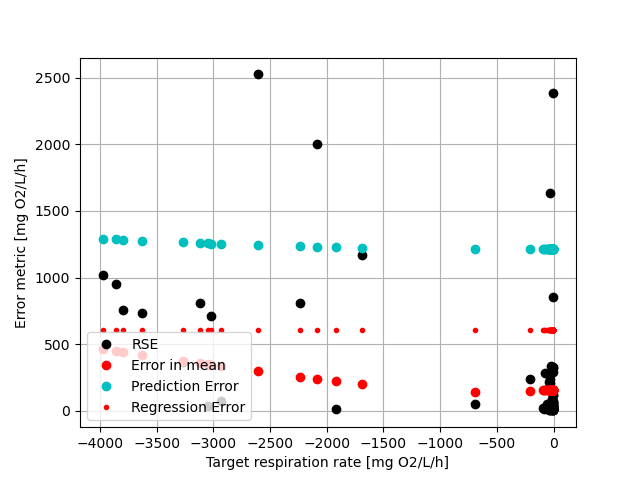 2500
2000
1500
1000
500
0
Error metric [mg O2/L/h]
RSE
Error in mean
Prediction Error
Regression Error
−4000 −3500 −3000 −2500 −2000 −1500 −1000 −500 0
Target respiration rate [mg O2/L/h]